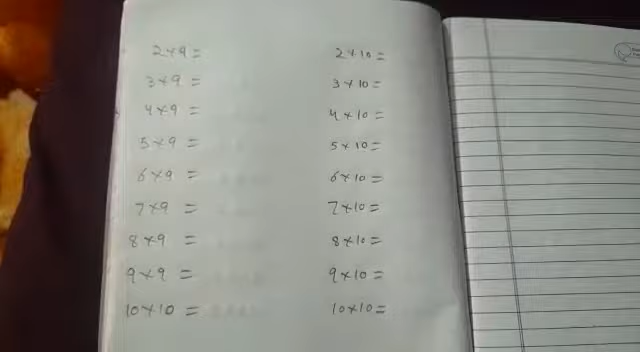 2×9= 2×10=
3×9 = 3×10=
4×9 = 4×10=
5×9 = 5×10=
6×9 = 6×10=
7×9 = 7×10=
8×9 = 8×10=
9×9 = 9×10=
10×10 = 10×10=